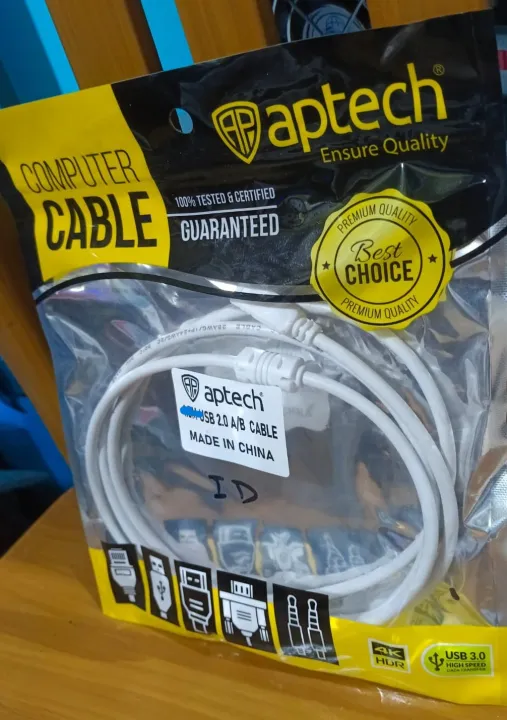 aptech®
Ensure Quality
COMPUTER
CABLE
100% TESTED & CERTIFIED
GUARANTEED
PREMIUM QUALITY
Best
CHOICE
PREMIUM QUALITY
aptech
USB 2.0 A/B CABLE
MADE IN CHINA
ID
4K
HDR
USB 3.0
HIGH SPEED